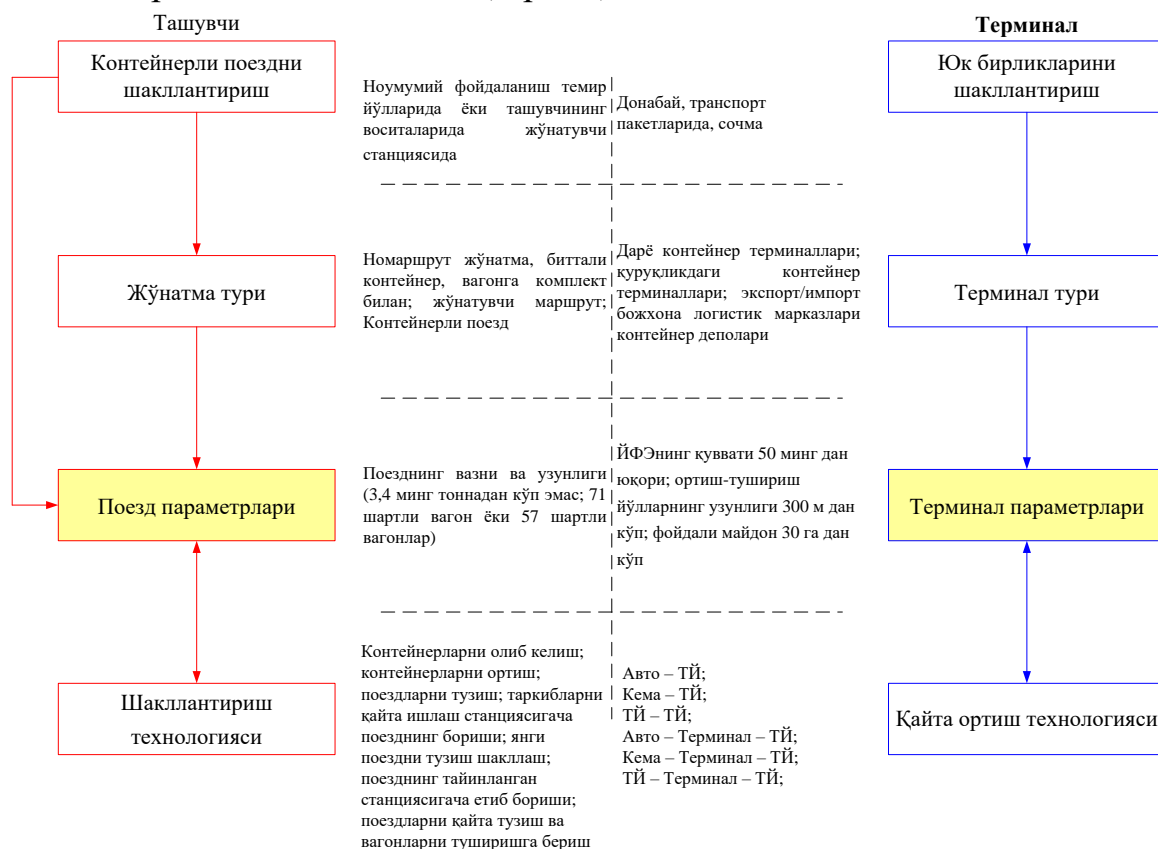 Ташувчи
Контейнерли поездни
шакллантириш
Ноумумий фойдаланиш темир
йўлларида ёки ташувчининг
воситаларида жўнатувчи
станциясида
Донабай, транспорт
пакетларида, сочма
Терминал
Юк бирликларини
шакллантириш
Жўнатма тури
Номаршрут жўнатма, биттали
контейнер, вагонга комплект
билан; жўнатувчи маршрут;
Контейнерли поезд
Дарё контейнер терминаллари;
қуруқликдаги контейнер
терминаллари; экспорт/импорт
божхона логистик марказлари
контейнер деполари
Терминал тури
Поезд параметрлари
Поезднинг вазни ва узунлиги
(3,4 минг тоннадан кўп эмас; 71
шартли вагон ёки 57 шартли
вагонлар)
ЙФЭнинг қуввати 50 минг дан
юқори; ортиш-тушириш
йўлларнинг узунлиги 300 м дан
кўп; фойдали майдон 30 га дан
кўп
Терминал параметрлари
Шакллантириш
технологияси
Контейнерларни олиб келиш;
контейнерларни ортиш;
поездларни тузиш; таркибларни
қайта ишлаш станциясигача
поезднинг бориши; янги
поездни тузиш шакллаш;
поезднинг тайинланган
станциясигача етиб бориши;
поездларни қайта тузиш ва
вагонларни туширишга бериш
Авто – ТЙ;
Кема – ТЙ;
ТЙ – ТЙ;
Авто – Терминал – ТЙ;
Кема – Терминал – ТЙ;
ТЙ – Терминал – ТЙ;
Қайта ортиш технологияси